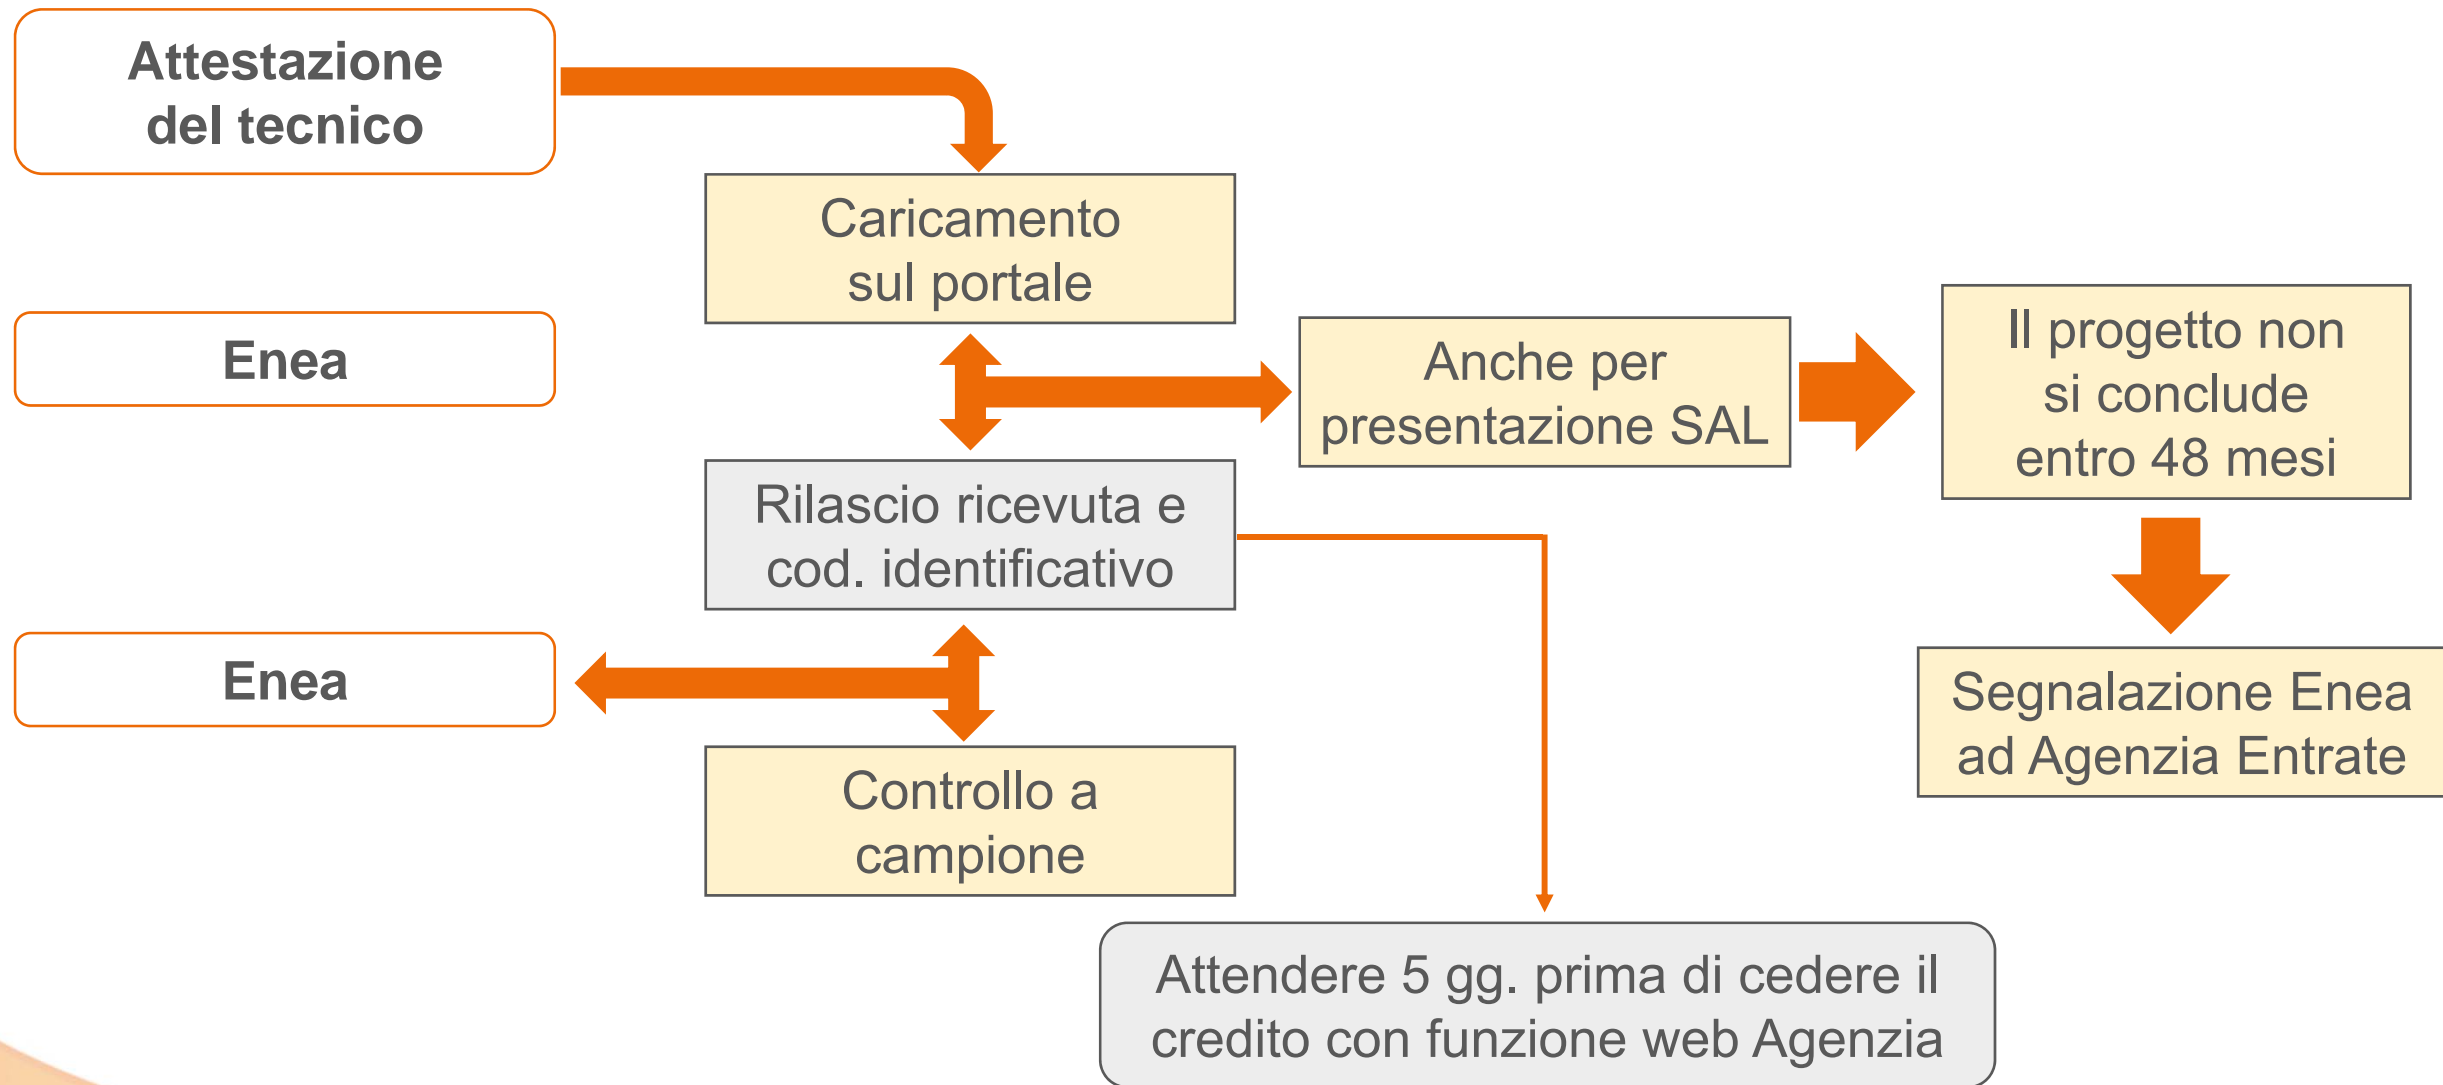 Attestazione
del tecnico
Caricamento
sul portale
Enea
Anche per
presentazione SAL
Il progetto non
si conclude
entro 48 mesi
Rilascio ricevuta e
cod. identificativo
Enea
Segnalazione Enea
ad Agenzia Entrate
Controllo a
campione
Attendere 5 gg. prima di cedere il
credito con funzione web Agenzia